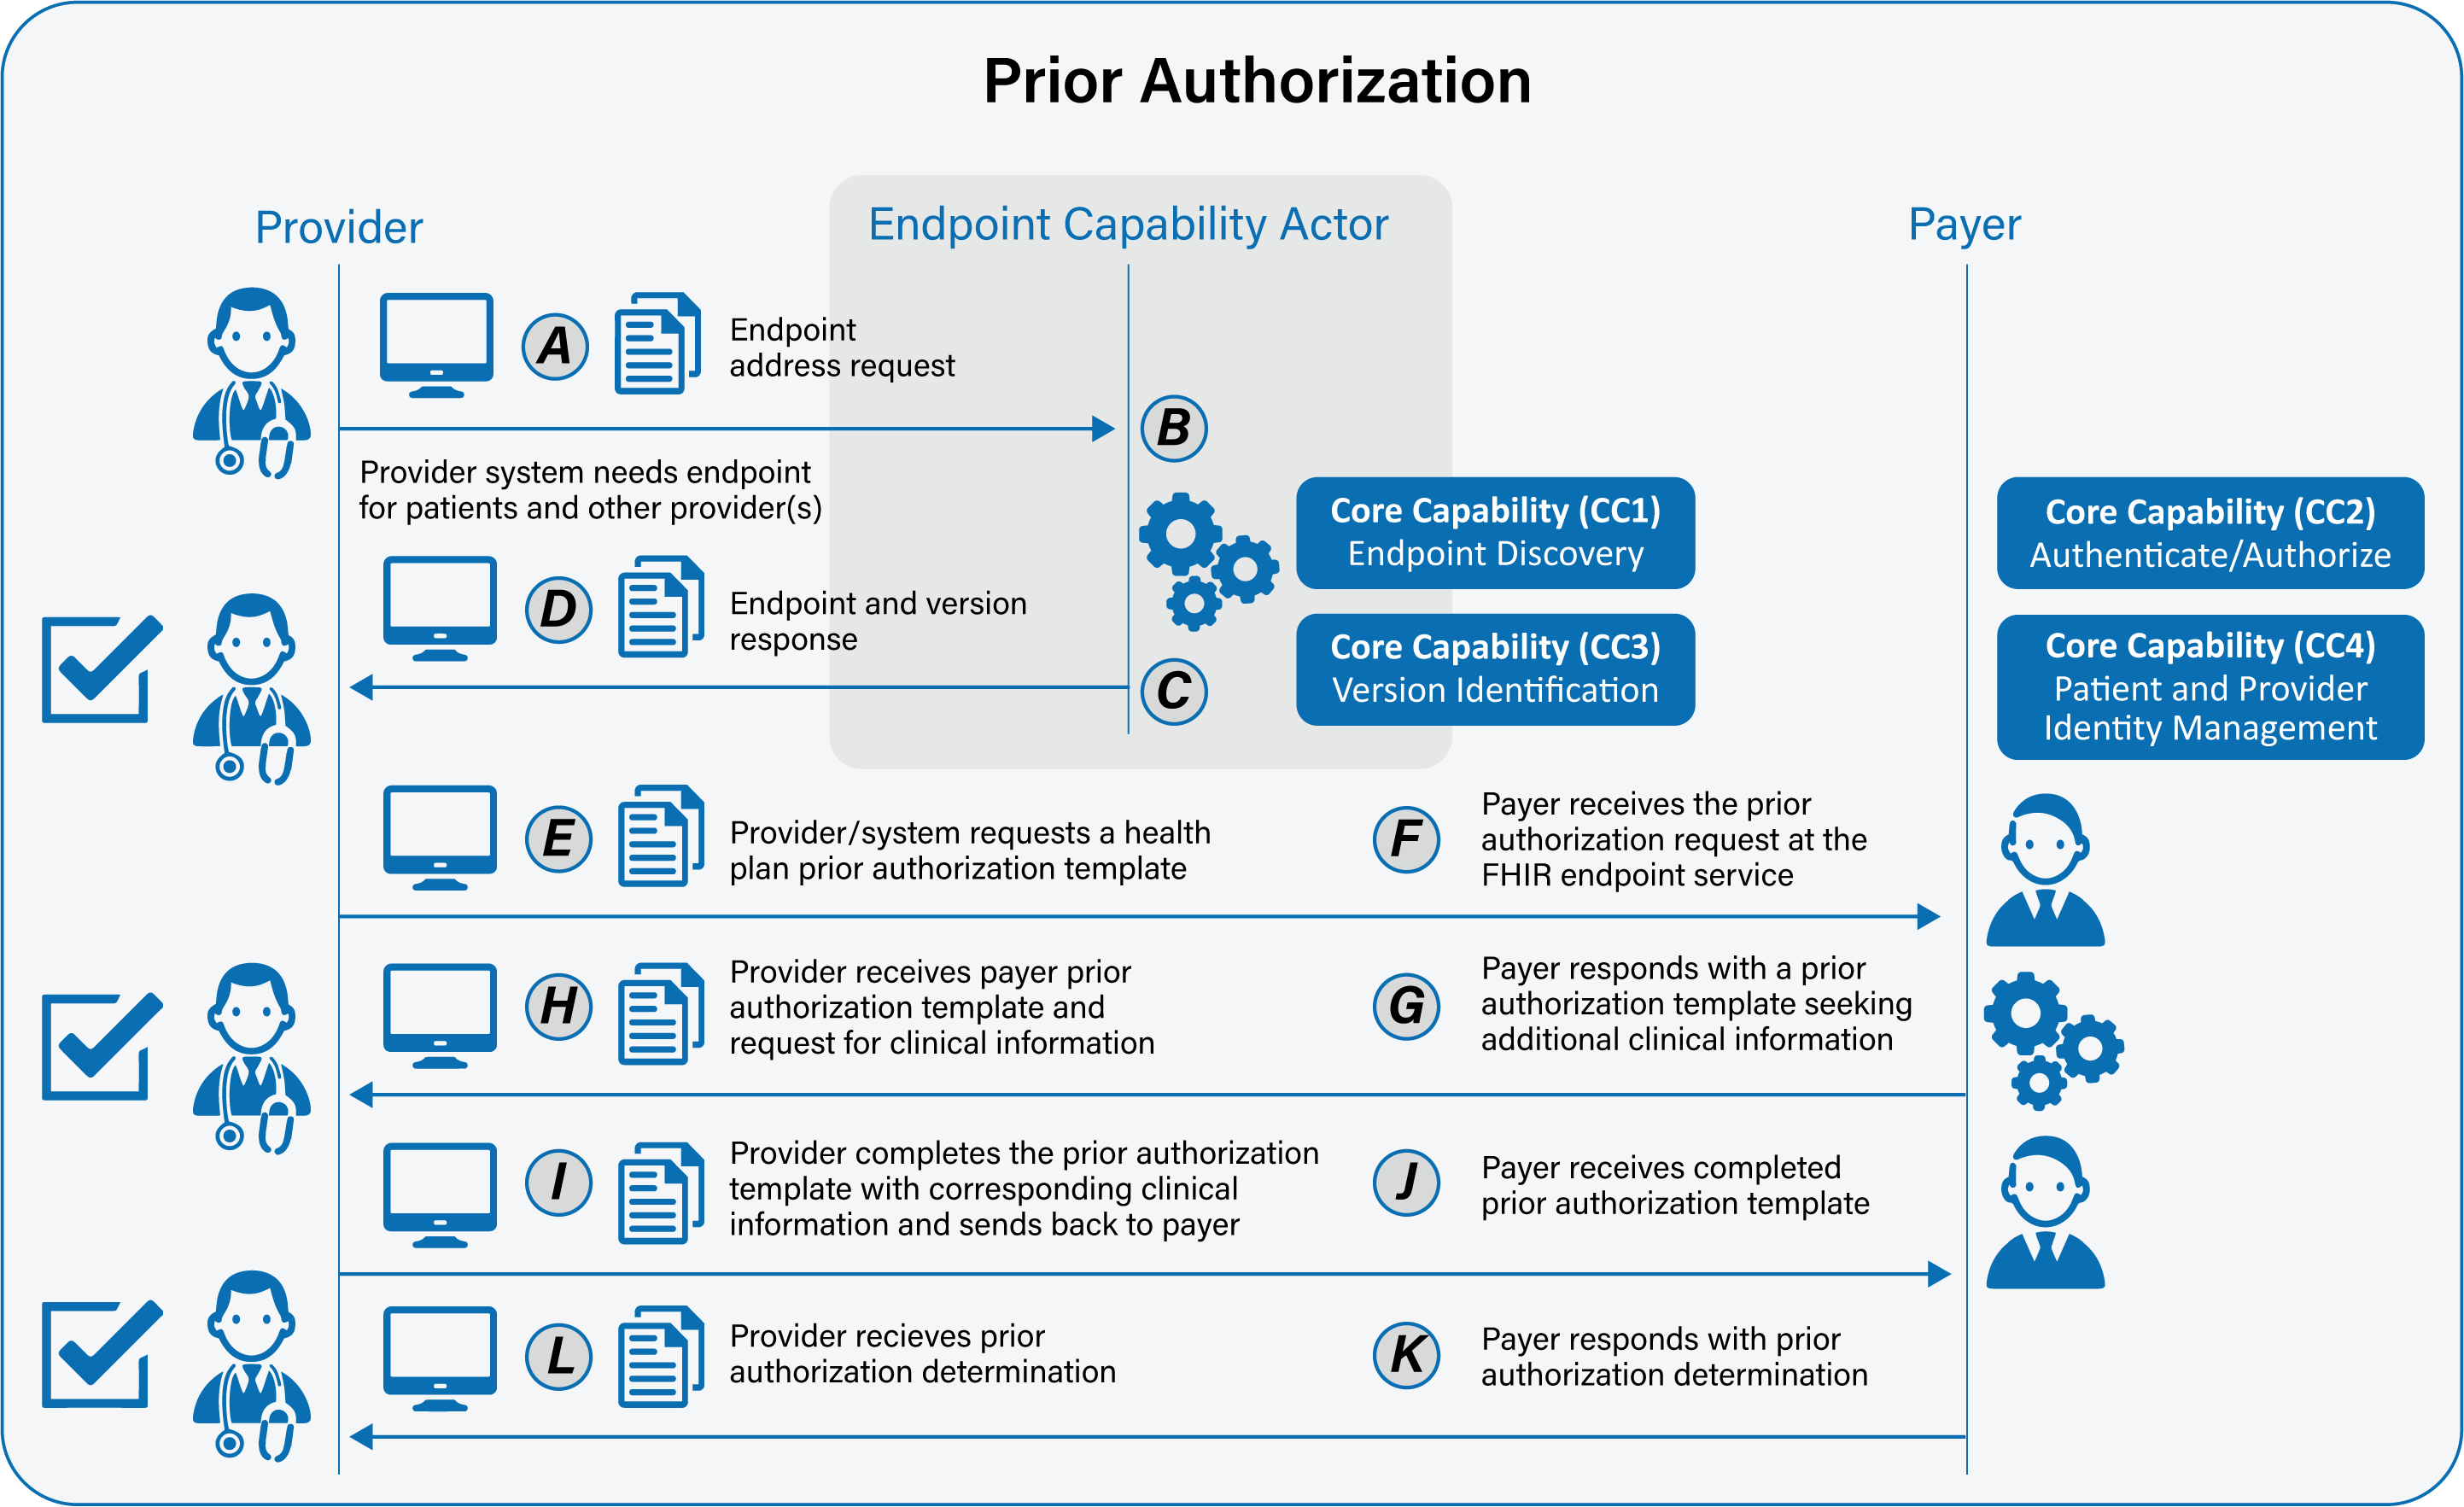 Prior Authorization
Provider
Endpoint Capability Actor
Payer
A
Endpoint
address request
B
Provider system needs endpoint
for patients and other provider(s)
Core Capability (CC1)
Endpoint Discovery
Core Capability (CC2)
Authenticate/Authorize
D
Endpoint and version
response
C
Core Capability (CC3)
Version Identification
Core Capability (CC4)
Patient and Provider
Identity Management
E
Provider/system requests a health
plan prior authorization template
F
Payer receives the prior
authorization request at the
FHIR endpoint service
H
Provider receives payer prior
authorization template and
request for clinical information
G
Payer responds with a prior
authorization template seeking
additional clinical information
I
Provider completes the prior authorization
template with corresponding clinical
information and sends back to payer
J
Payer receives completed
prior authorization template
L
Provider recieves prior
authorization determination
K
Payer responds with prior
authorization determination